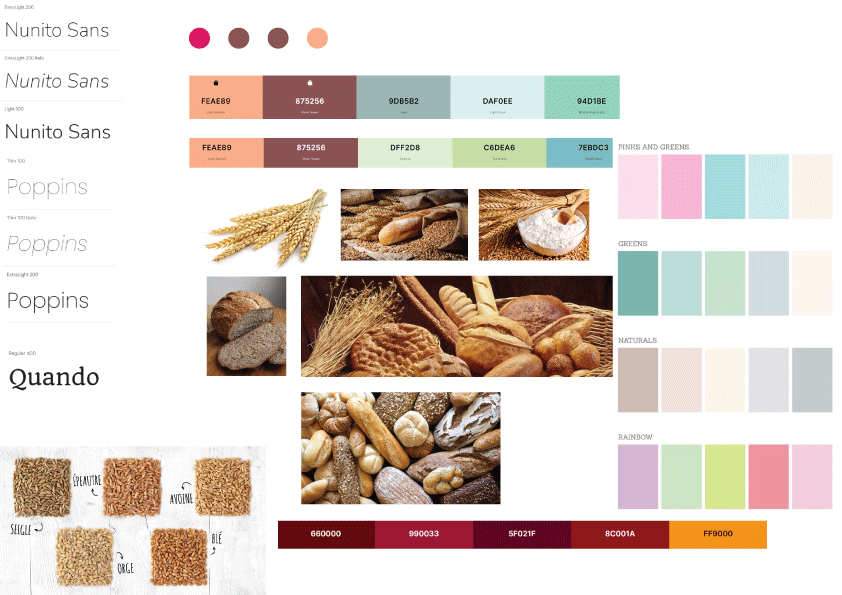 ExtraLight 200
Nunito Sans
ExtraLight 200 Italic
Nunito Sans
Light 300
Nunito Sans
Thin 100
Poppins
Thin 100 Italic
Poppins
ExtraLight 200
Poppins
Regular 400
Quando
FEAE89
875256
9DB5B2
DAF0EE
94D1BE
FEAE89
875256
DFF2D8
C6DEA6
7EBDC3
PINKS AND GREENS
GREENS
NATURALS
RAINBOW
ÉPEAUTRE
AVOINE
SEIGLE
BLÉ
ORGE
660000
990033
5F021F
8C001A
FF9000